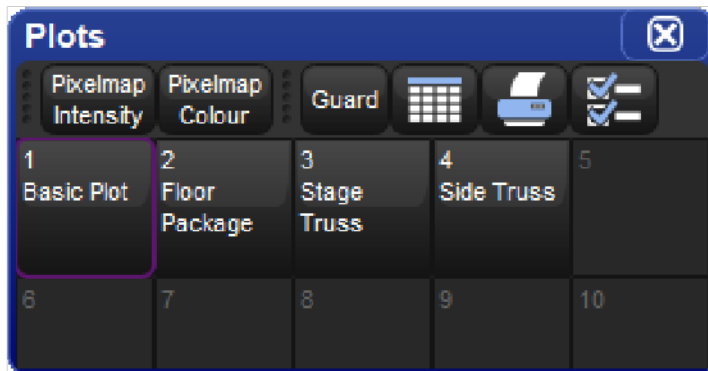 Plots
Pixelmap Intensity
Pixelmap Colour
Guard
1
Basic Plot
2
Floor
Package
3
Stage
Truss
4
Side Truss
5
6
7
8
9
10